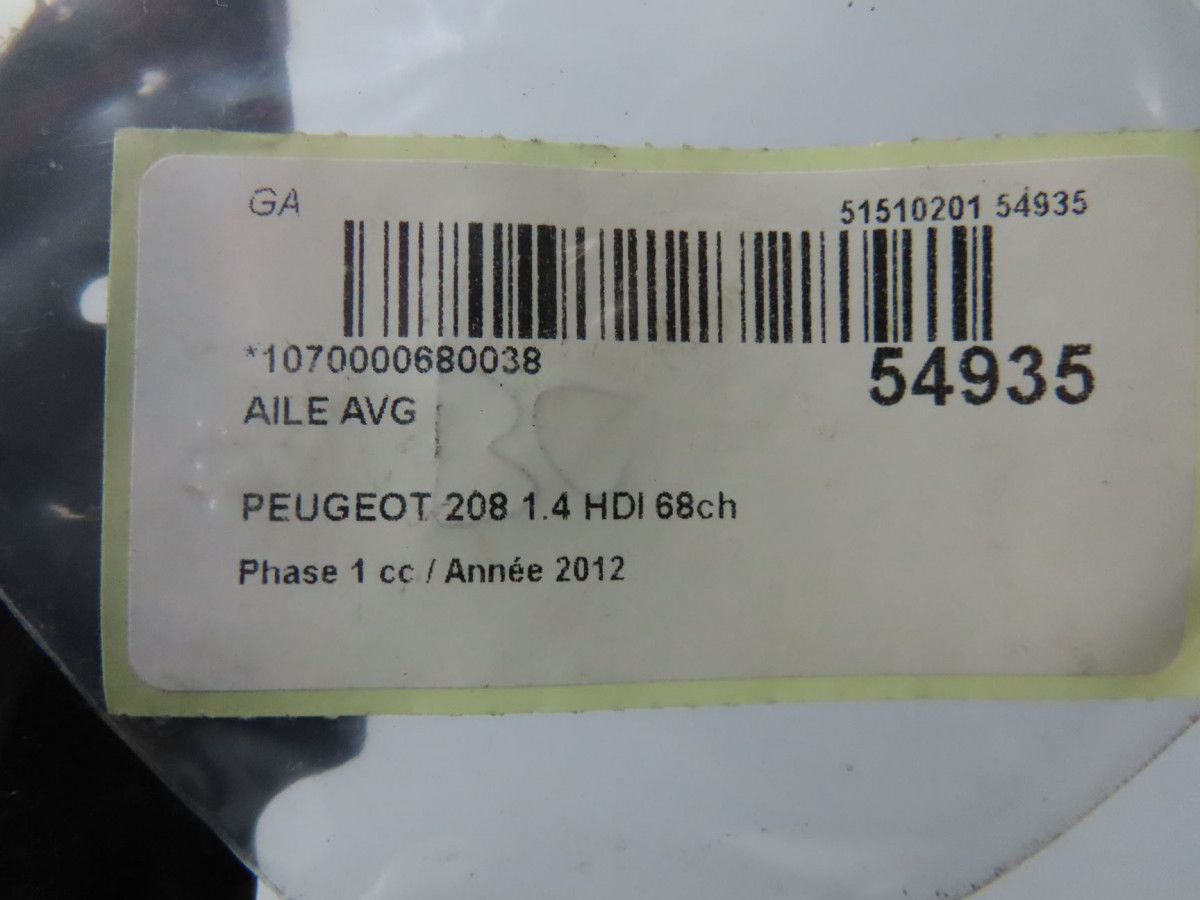 GA
51510201 54935
*1070000680038
54935
AILE AVG
PEUGEOT 208 1.4 HDI 68ch
Phase 1 cc / Année 2012